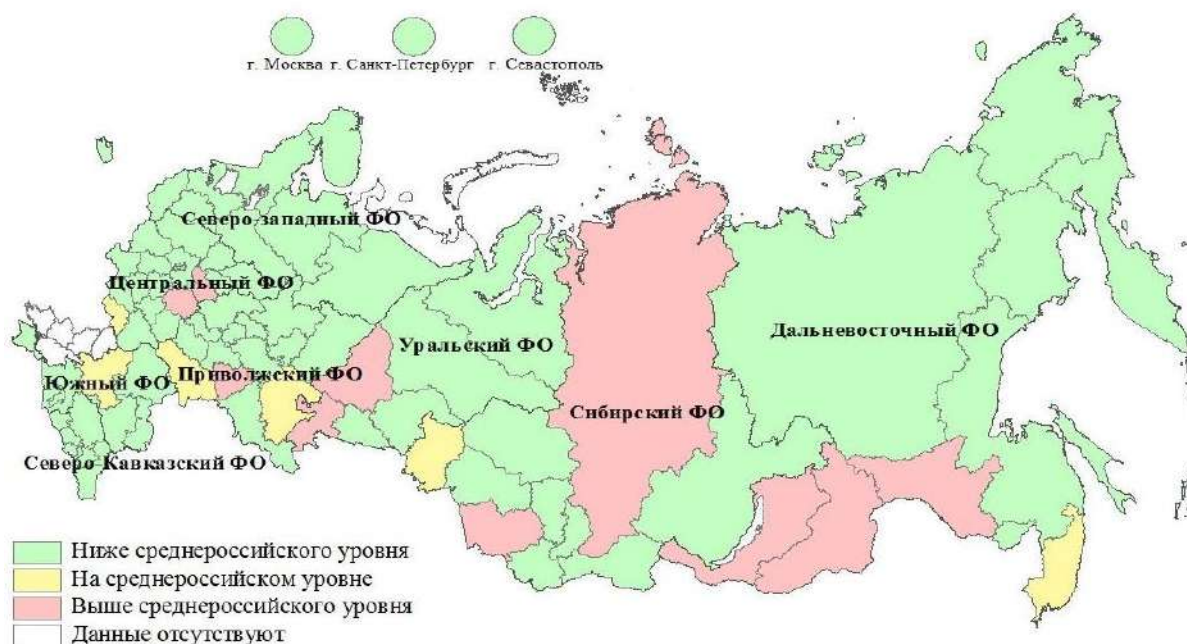 г. Москва г. Санкт-Петербург г. Севастополь
Северо-западный ФО
Центральный ФО
Уральский ФО
Дальневосточный ФО
Южный ФО
Приволжский ФО
Сибирский ФО
Северо-Кавказский ФО
Ниже среднероссийского уровня
На среднероссийском уровне
Выше среднероссийского уровня
Данные отсутствуют